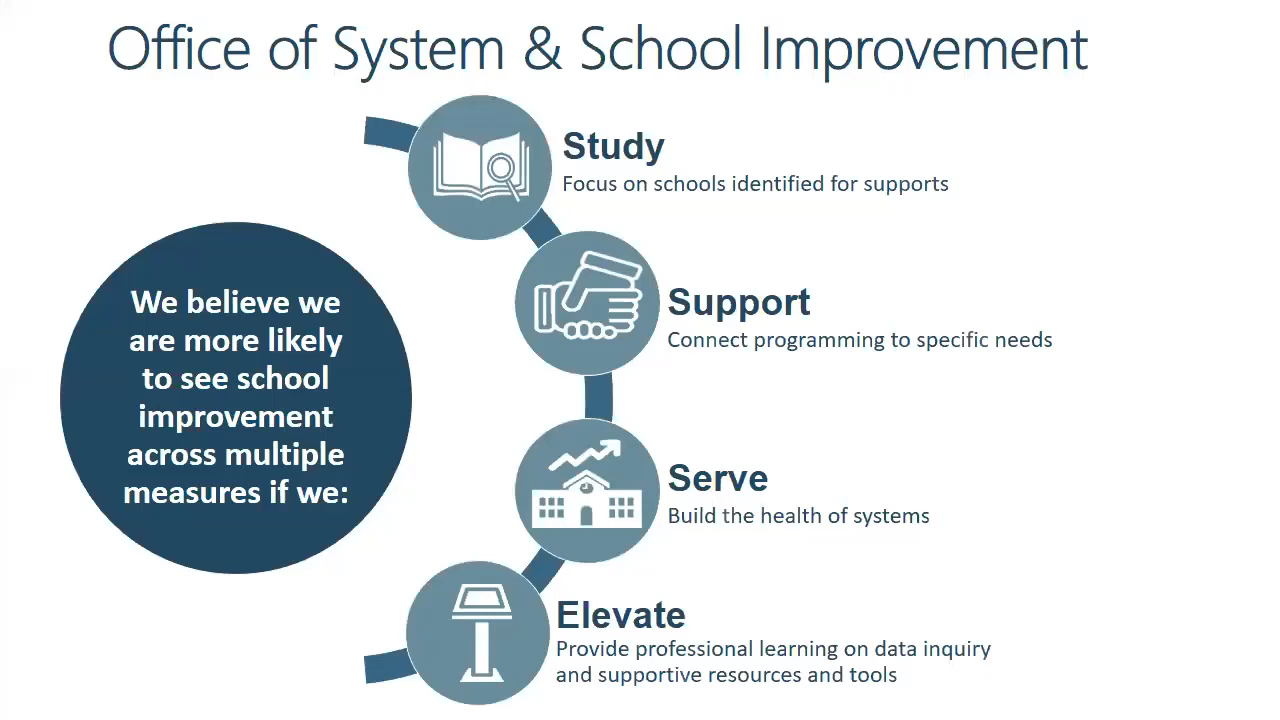 Office of System & School Improvement
We believe we
are more likely
to see school
improvement
across multiple
measures if we:
Study
Focus on schools identified for supports
Support
Connect programming to specific needs
Serve
Build the health of systems
Elevate
Provide professional learning on data inquiry
and supportive resources and tools